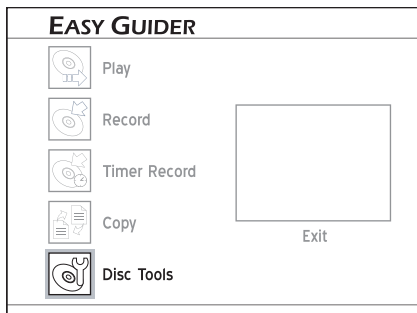 EASY GUIDER
Play
Record
Timer Record
Copy
Exit
Disc Tools